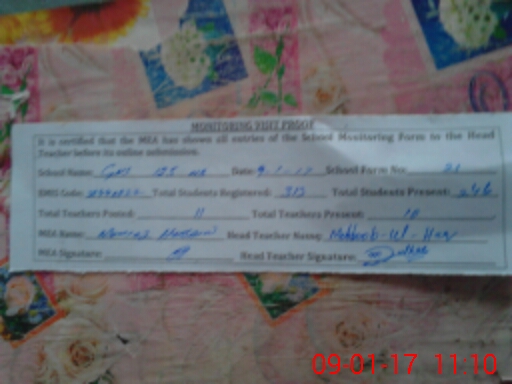 MONITORING VISIT PROOF
It is certified that the MEA has shown all entries of the School Monitoring Form to the Head
Teacher before its online submission.
School Name: Date: 9-1-17 School Form No: 21
EMIS Code: Total Students Registered: 313 Total Students Present: 246
Total Teachers Posted: 11 Total Teachers Present: 10
MEA Name: Head Teacher Name: Mehboob-ul-Haq
MEA Signature: Head Teacher Signature:
09-01-17 11:10